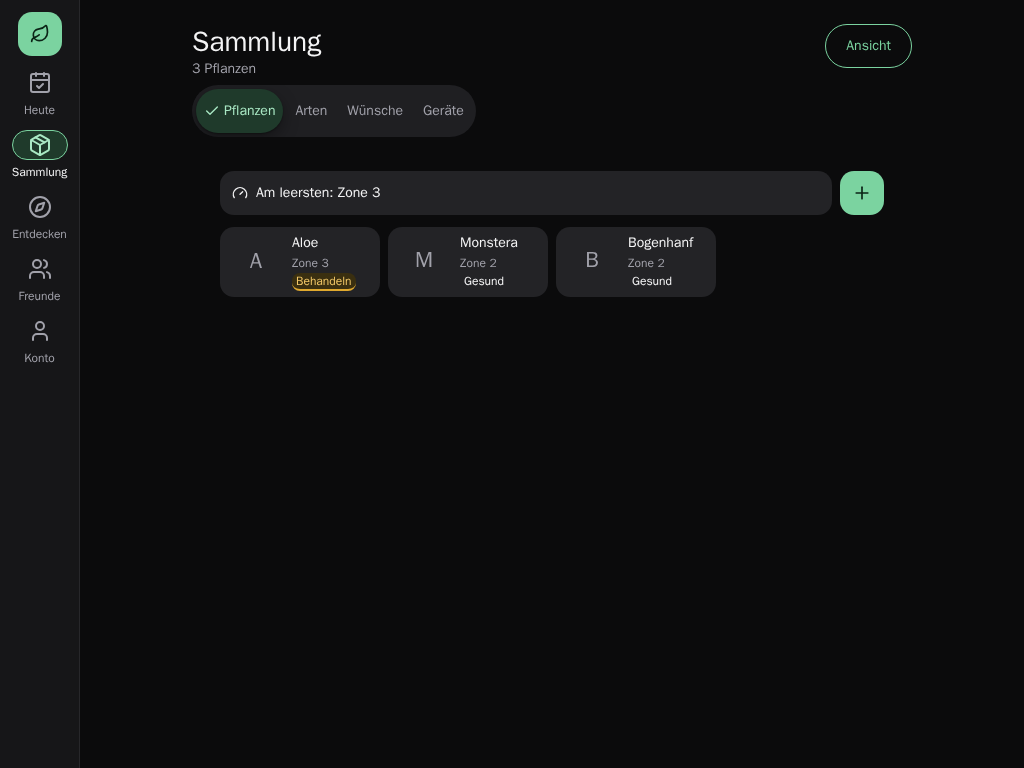 Heute
Sammlung
Entdecken
Freunde
Konto
Sammlung
3 Pflanzen
Ansicht
Pflanzen Arten Wünsche Geräte
Am leersten: Zone 3
A
Aloe
Zone 3
Behandeln
M
Monstera
Zone 2
Gesund
B
Bogenhanf
Zone 2
Gesund